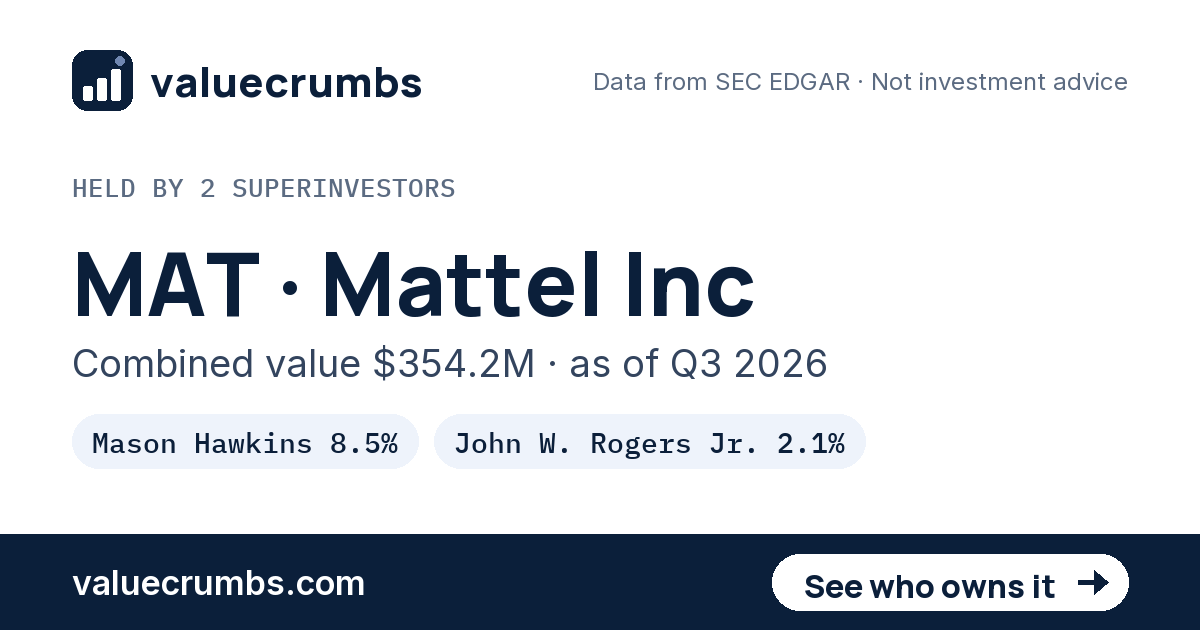 valuecrumbs
Data from SEC EDGAR · Not investment advice
HELD BY 2 SUPERINVESTORS
MAT · Mattel Inc
Combined value $354.2M · as of Q3 2026
Mason Hawkins 8.5%
John W. Rogers Jr. 2.1%
valuecrumbs.com
See who owns it →